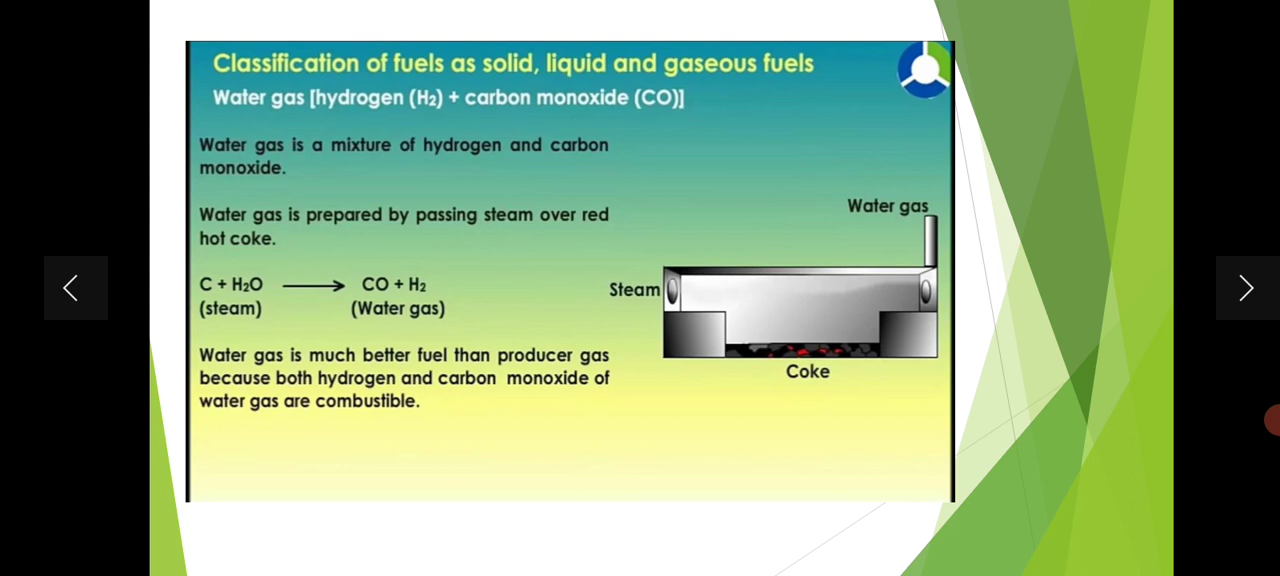 Classification of fuels as solid, liquid and gaseous fuels
Water gas [hydrogen (H₂) + carbon monoxide (CO)]
Water gas is a mixture of hydrogen and carbon
monoxide.
Water gas is prepared by passing steam over red
hot coke.
C + H₂O ⟶ CO + H₂
(steam) (Water gas)
Water gas is much better fuel than producer gas
because both hydrogen and carbon monoxide of
water gas are combustible.
Water gas
Steam
Coke